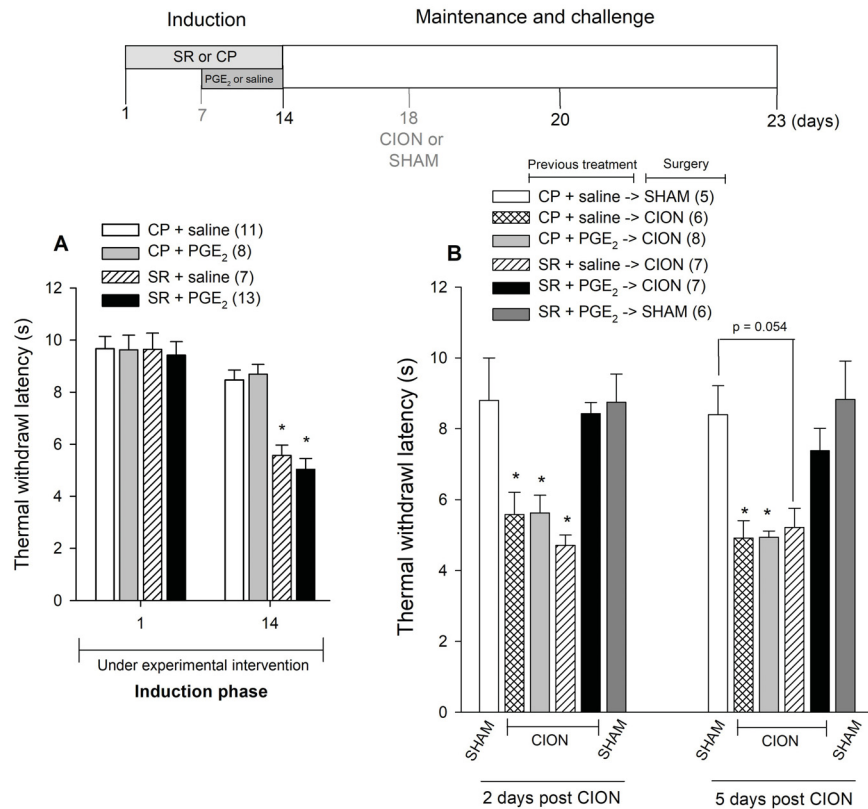 Induction
Maintenance and challenge
SR or CP
PGE₂ or saline
1
7
14
18
20
23 (days)
CION or
SHAM
Previous treatment
Surgery
CP + saline -> SHAM (5)
CP + saline -> CION (6)
CP + PGE₂ -> CION (8)
SR + saline -> CION (7)
SR + PGE₂ -> CION (7)
SR + PGE₂ -> SHAM (6)
A
CP + saline (11)
CP + PGE₂ (8)
SR + saline (7)
SR + PGE₂ (13)
Thermal withdrawl latency (s)
12
10
8
6
4
2
0
*
*
1
14
Under experimental intervention
Induction phase
B
Thermal withdrawl latency (s)
10
8
6
4
2
0
p = 0.054
*
*
*
*
*
SHAM
CION
SHAM
SHAM
CION
SHAM
2 days post CION
5 days post CION